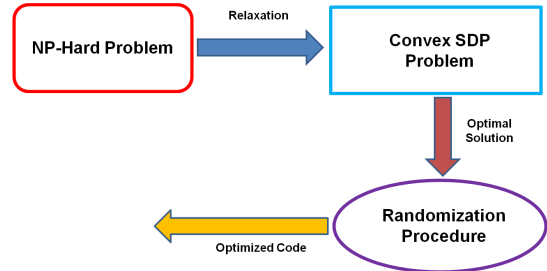 Relaxation
NP-Hard Problem
Convex SDP
Problem
Optimal
Solution
Randomization
Procedure
Optimized Code